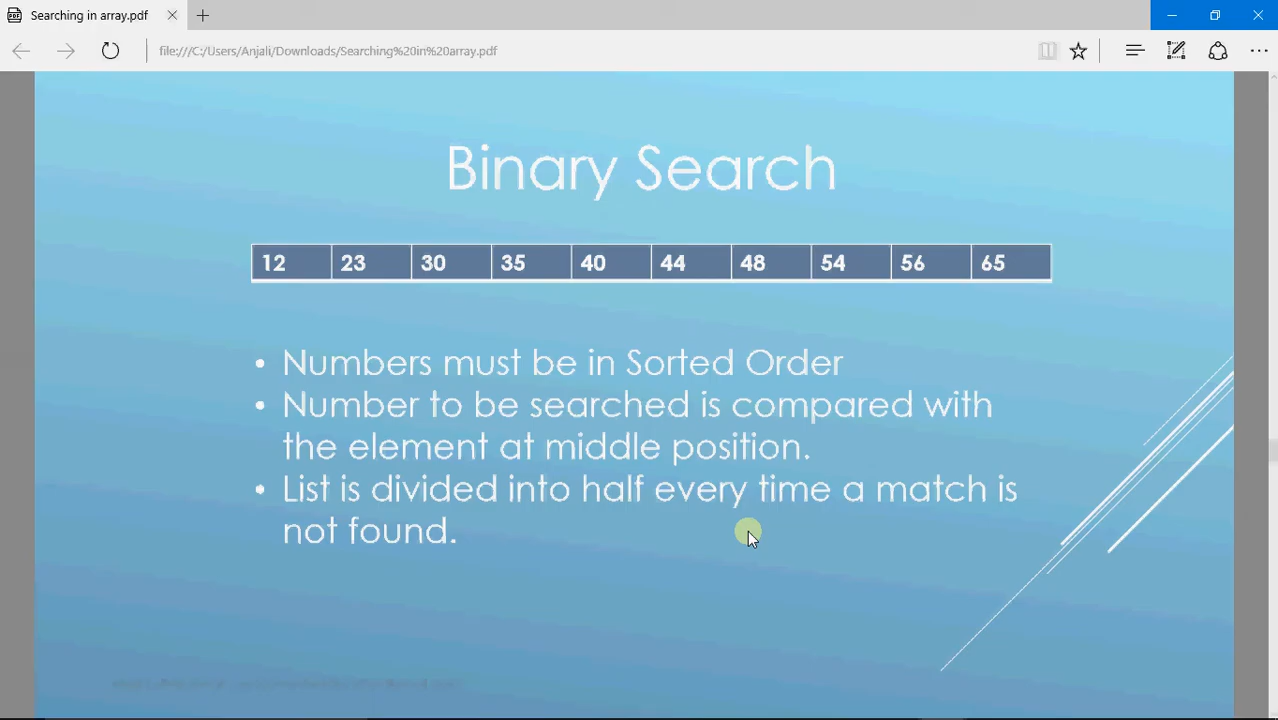 Searching in array.pdf
file:///C:/Users/Anjali/Downloads/Searching%20in%20array.pdf
Binary Search
12 23 30 35 40 44 48 54 56 65
• Numbers must be in Sorted Order
• Number to be searched is compared with
the element at middle position.
• List is divided into half every time a match is
not found.